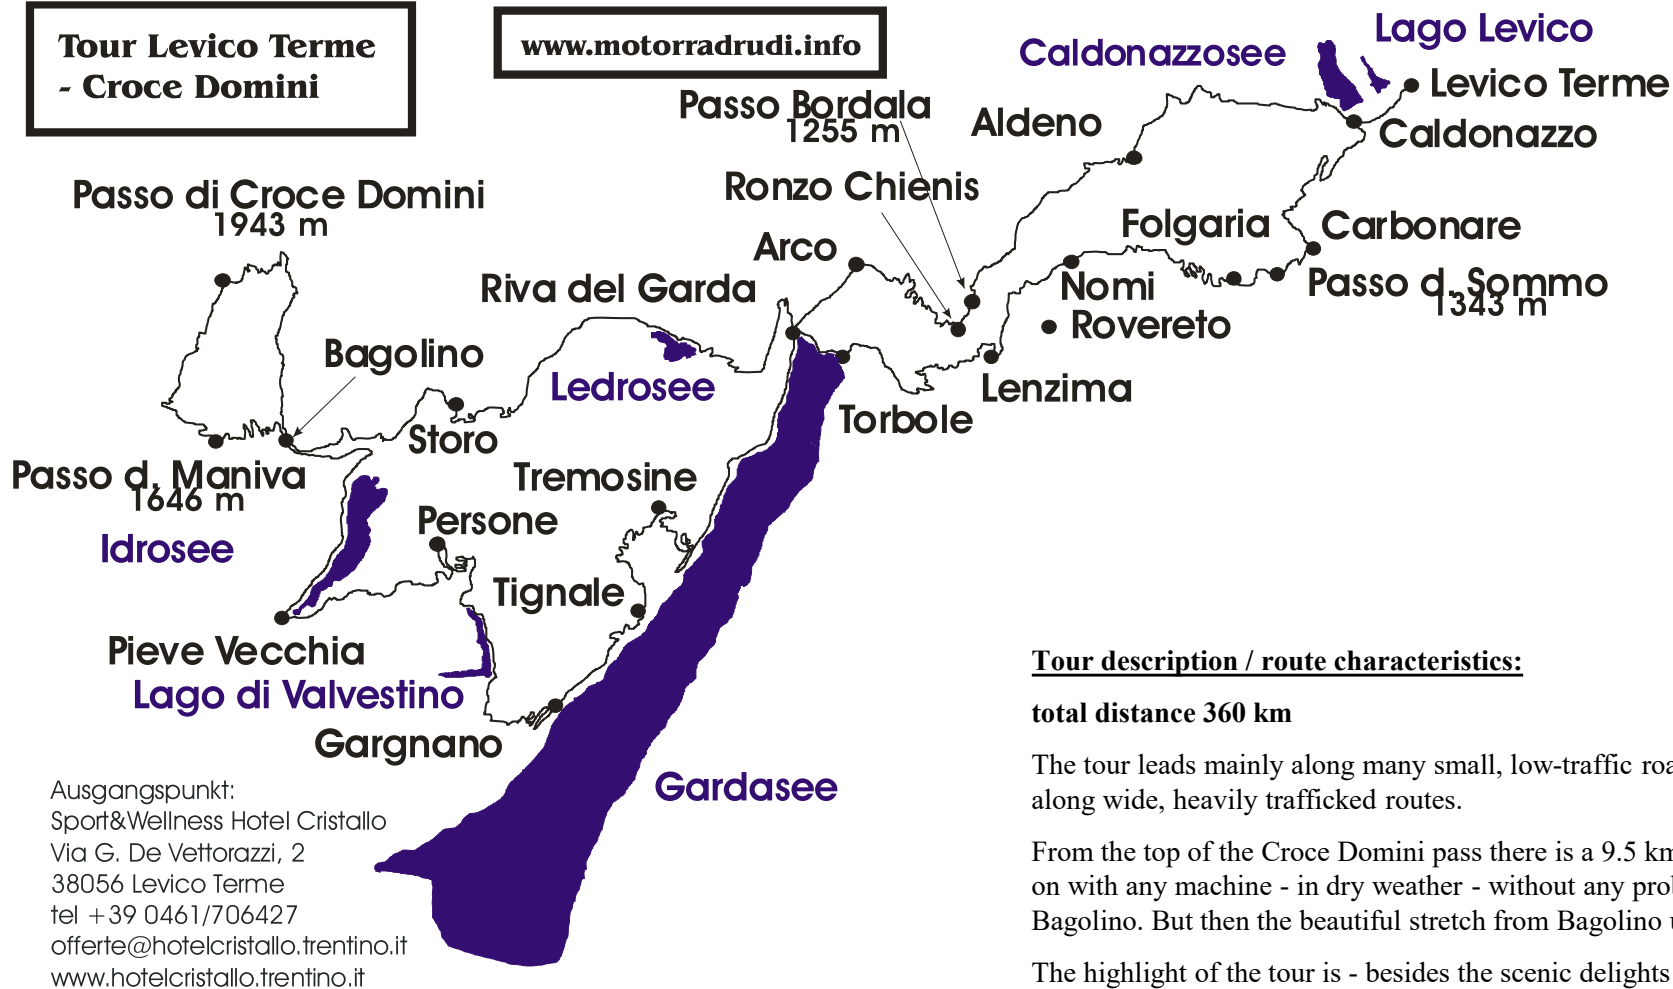 Tour Levico Terme
- Croce Domini
www.motorradrudi.info
Caldonazzosee
Lago Levico
Levico Terme
Caldonazzo
Passo Bordala
1255 m
Aldeno
Ronzo Chienis
Passo di Croce Domini
1943 m
Folgaria
Carbonare
Arco
Riva del Garda
Nomi
Passo d. Sommo
1343 m
Rovereto
Bagolino
Ledrosee
Lenzima
Torbole
Storo
Passo d. Maniva
1646 m
Tremosine
Persone
Idrosee
Tignale
Pieve Vecchia
Lago di Valvestino
Gargnano
Gardasee
Ausgangspunkt:
Sport&Wellness Hotel Cristallo
Via G. De Vettorazzi, 2
38056 Levico Terme
tel +39 0461/706427
offerte@hotelcristallo.trentino.it
www.hotelcristallo.trentino.it
Tour description / route characteristics:
total distance 360 km
The tour leads mainly along many small, low-traffic
along wide, heavily trafficked routes.
From the top of the Croce Domini pass there is a 9.5 km
on with any machine - in dry weather - without any
Bagolino. But then the beautiful stretch from Bagolino
The highlight of the tour is - besides the scenic delights